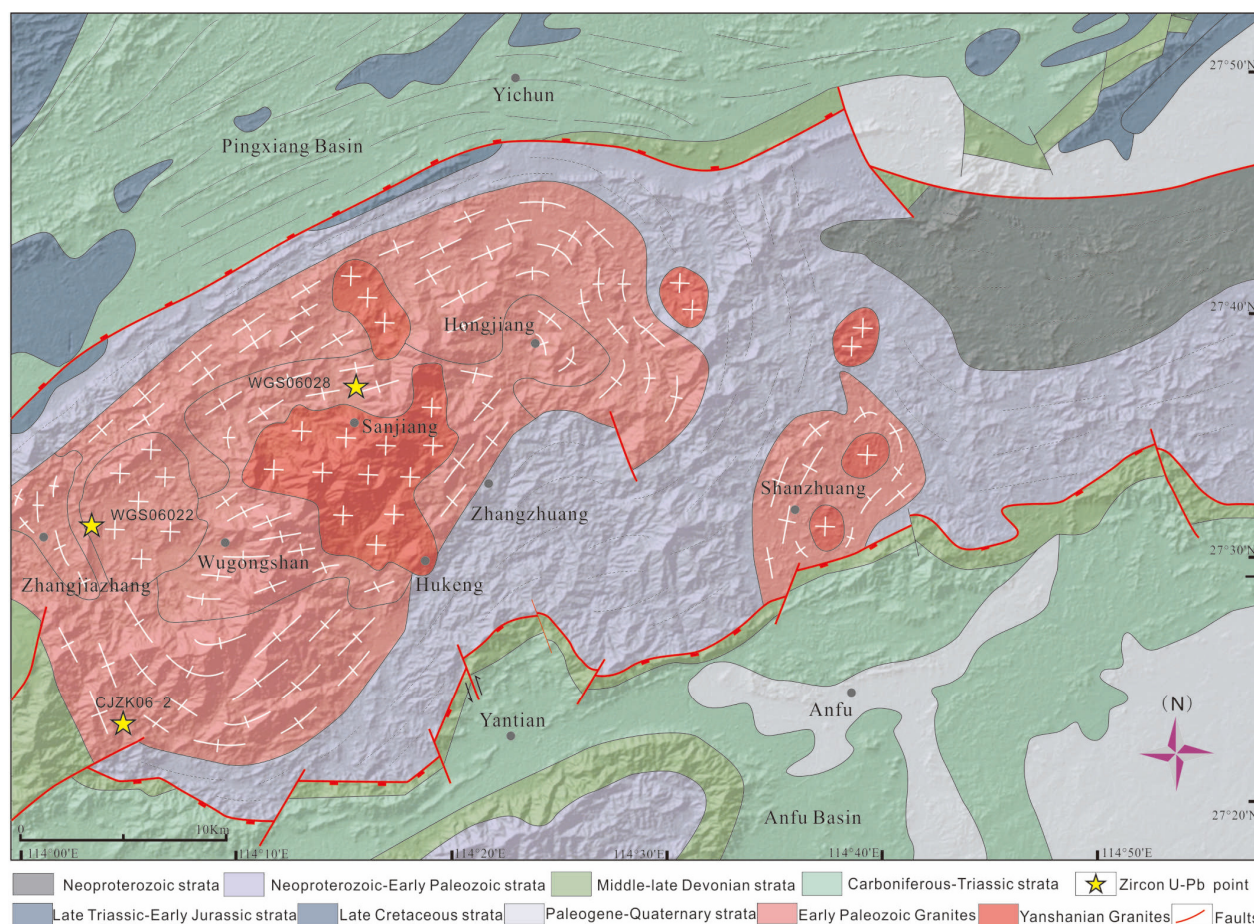 27°50'N
Yichun
Pingxiang Basin
27°40'N
Hongjiang
WGS06028
Sanjiang
Zhangzhuang
Shanzhuang
WGS06022
Wugongshan
Zhangjiazhang
Hukeng
27°30'N
CJZK06 2
Yantian
Anfu
(N)
Anfu Basin
27°20'N
0
10Km
114°00'E
114°10'E
114°20'E
114°30'E
114°40'E
114°50'E
Neoproterozoic strata
Neoproterozoic-Early Paleozoic strata
Middle-late Devonian strata
Carboniferous-Triassic strata
Zircon U-Pb point
Late Triassic-Early Jurassic strata
Late Cretaceous strata
Paleogene-Quaternary strata
Early Paleozoic Granites
Yanshanian Granites
Faults